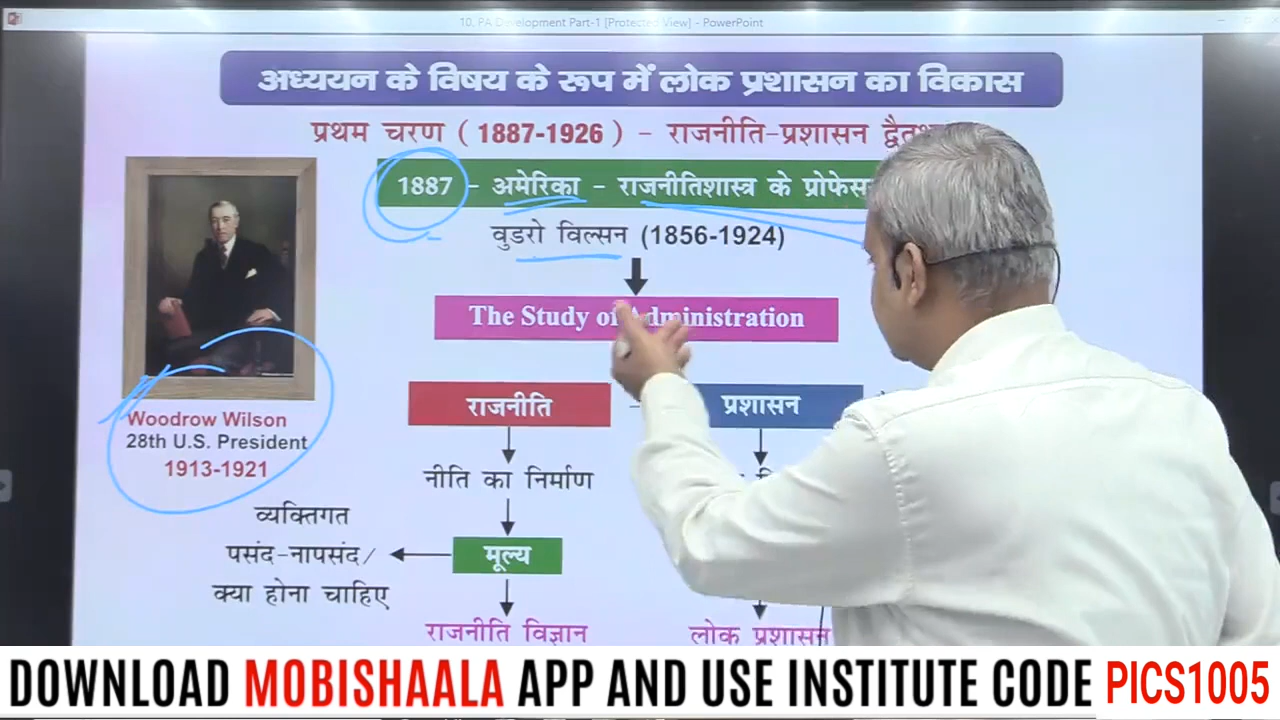 10. PA Development Part-1 [Protected View] - PowerPoint
अध्ययन के विषय के रूप में लोक प्रशासन का विकास
प्रथम चरण ( 1887-1926 ) - राजनीति-प्रशासन
1887 - अमेरिका - राजनीतिशास्त्र के
वुडरो विल्सन (1856-1924)
The Study of Administration
राजनीति
प्रशासन
Woodrow Wilson
28th U.S. President
1913-1921
नीति का निर्माण
व्यक्तिगत
पसंद-नापसंद/
क्या होना चाहिए
मूल्य
राजनीति विज्ञान
लोक प्रशासन
DOWNLOAD MOBISHAALA APP AND USE INSTITUTE CODE PICS1005